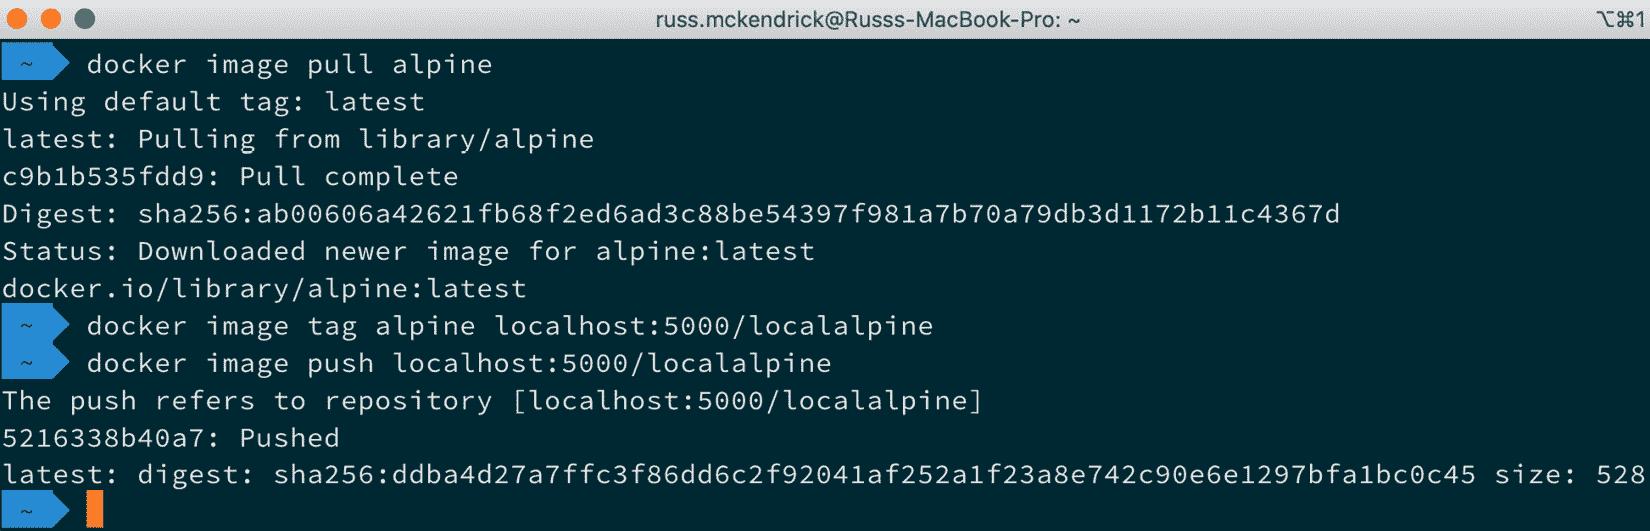 russ.mckendrick@Russs-MacBook-Pro: ~ ⌥⌘1
~ docker image pull alpine
Using default tag: latest
latest: Pulling from library/alpine
c9b1b535fdd9: Pull complete
Digest: sha256:ab00606a42621fb68f2ed6ad3c88be54397f981a7b70a79db3d1172b11c4367d
Status: Downloaded newer image for alpine:latest
docker.io/library/alpine:latest
~ docker image tag alpine localhost:5000/localalpine
~ docker image push localhost:5000/localalpine
The push refers to repository [localhost:5000/localalpine]
5216338b40a7: Pushed
latest: digest: sha256:ddba4d27a7ffc3f86dd6c2f92041af252a1f23a8e742c90e6e1297bfa1bc0c45 size: 528
~